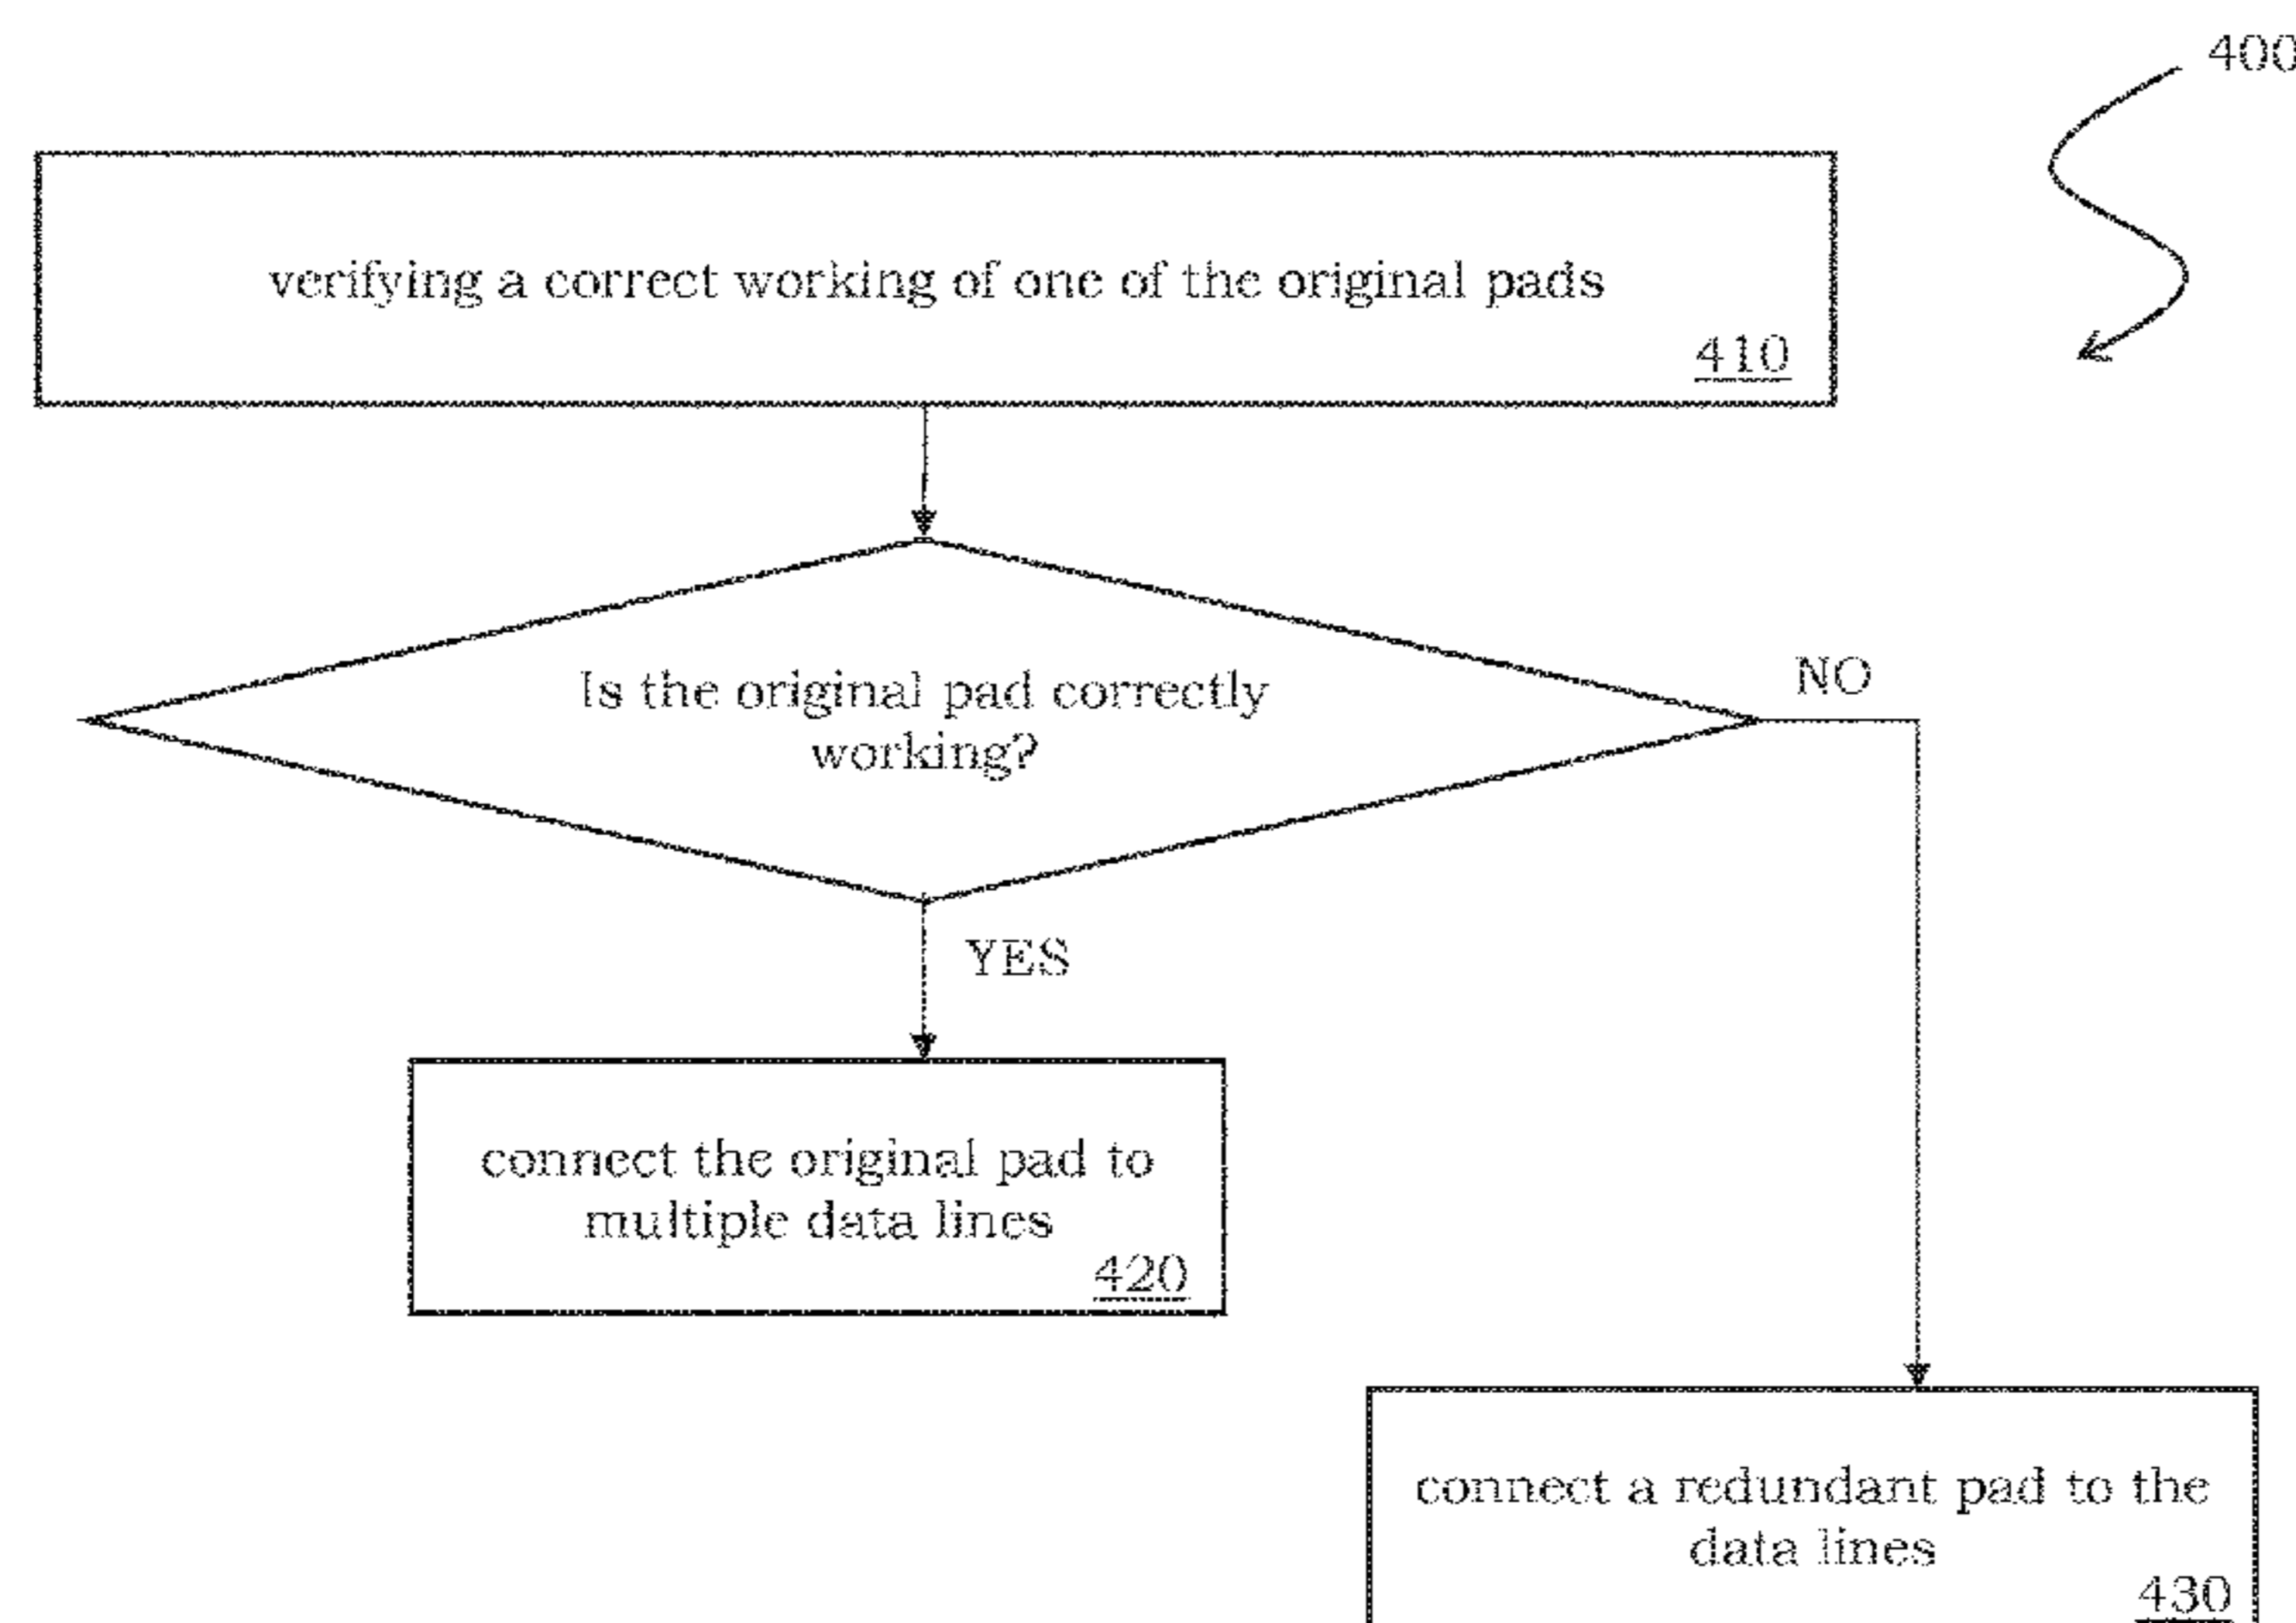 400
verifying a correct working of one of the original pads
410
Is the original pad correctly
working?
NO
YES
connect the original pad to
multiple data lines
420
connect a redundant pad to the
data lines
430